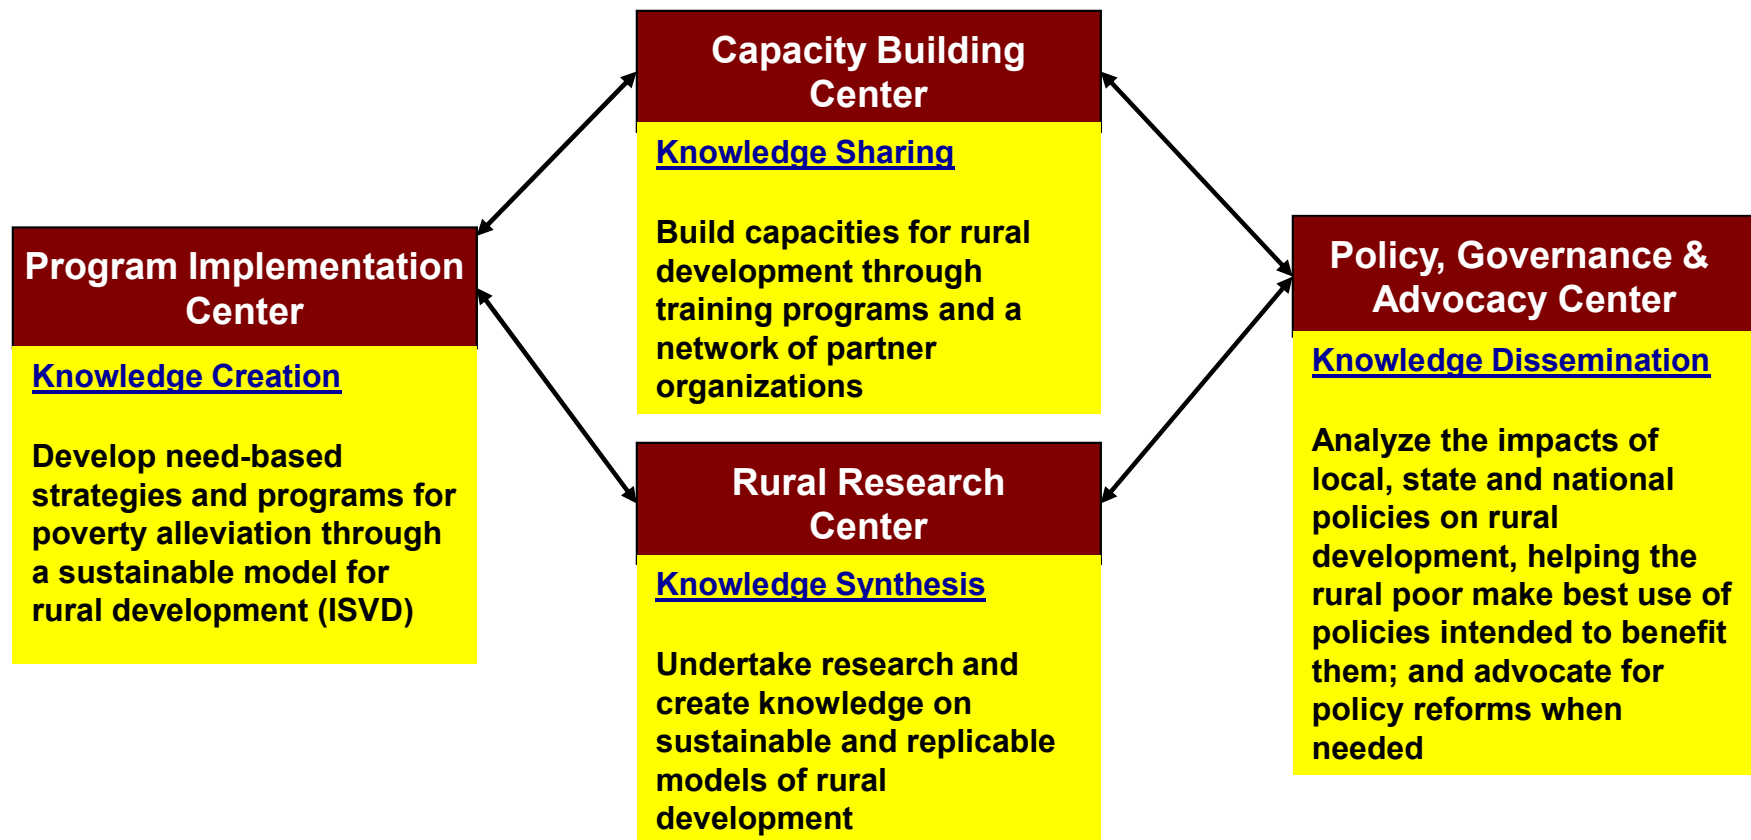 Capacity Building
Center
Knowledge Sharing
Build capacities for rural
development through
training programs and a
network of partner
organizations
Program Implementation
Center
Knowledge Creation
Develop need-based
strategies and programs for
poverty alleviation through
a sustainable model for
rural development (ISVD)
Rural Research
Center
Knowledge Synthesis
Undertake research and
create knowledge on
sustainable and replicable
models of rural
development
Policy, Governance &
Advocacy Center
Knowledge Dissemination
Analyze the impacts of
local, state and national
policies on rural
development, helping the
rural poor make best use of
policies intended to benefit
them; and advocate for
policy reforms when
needed